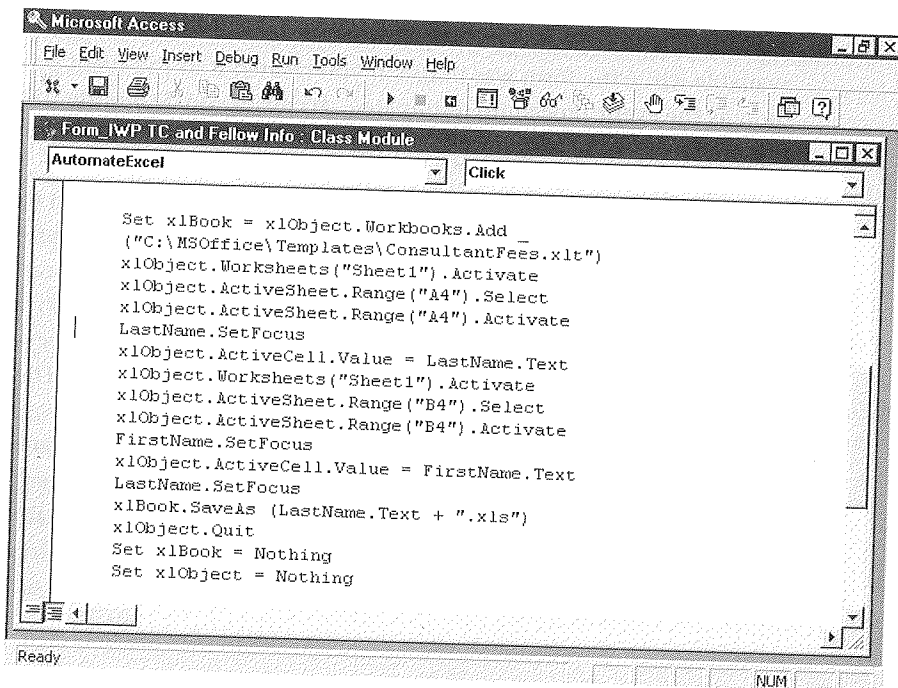 Microsoft Access
File Edit View Insert Debug Run Tools Window Help
Form_IWP TC and Fellow Info : Class Module
AutomateExcel Click
Set xlBook = xlObject.Workbooks.Add _
("C:\MSOffice\Templates\ConsultantFees.xlt")
xlObject.Worksheets("Sheet1").Activate
xlObject.ActiveSheet.Range("A4").Select
xlObject.ActiveSheet.Range("A4").Activate
LastName.SetFocus
xlObject.ActiveCell.Value = LastName.Text
xlObject.Worksheets("Sheet1").Activate
xlObject.ActiveSheet.Range("B4").Select
xlObject.ActiveSheet.Range("B4").Activate
FirstName.SetFocus
xlObject.ActiveCell.Value = FirstName.Text
LastName.SetFocus
xlBook.SaveAs (LastName.Text + ".xls")
xlObject.Quit
Set xlBook = Nothing
Set xlObject = Nothing
Ready
NUM